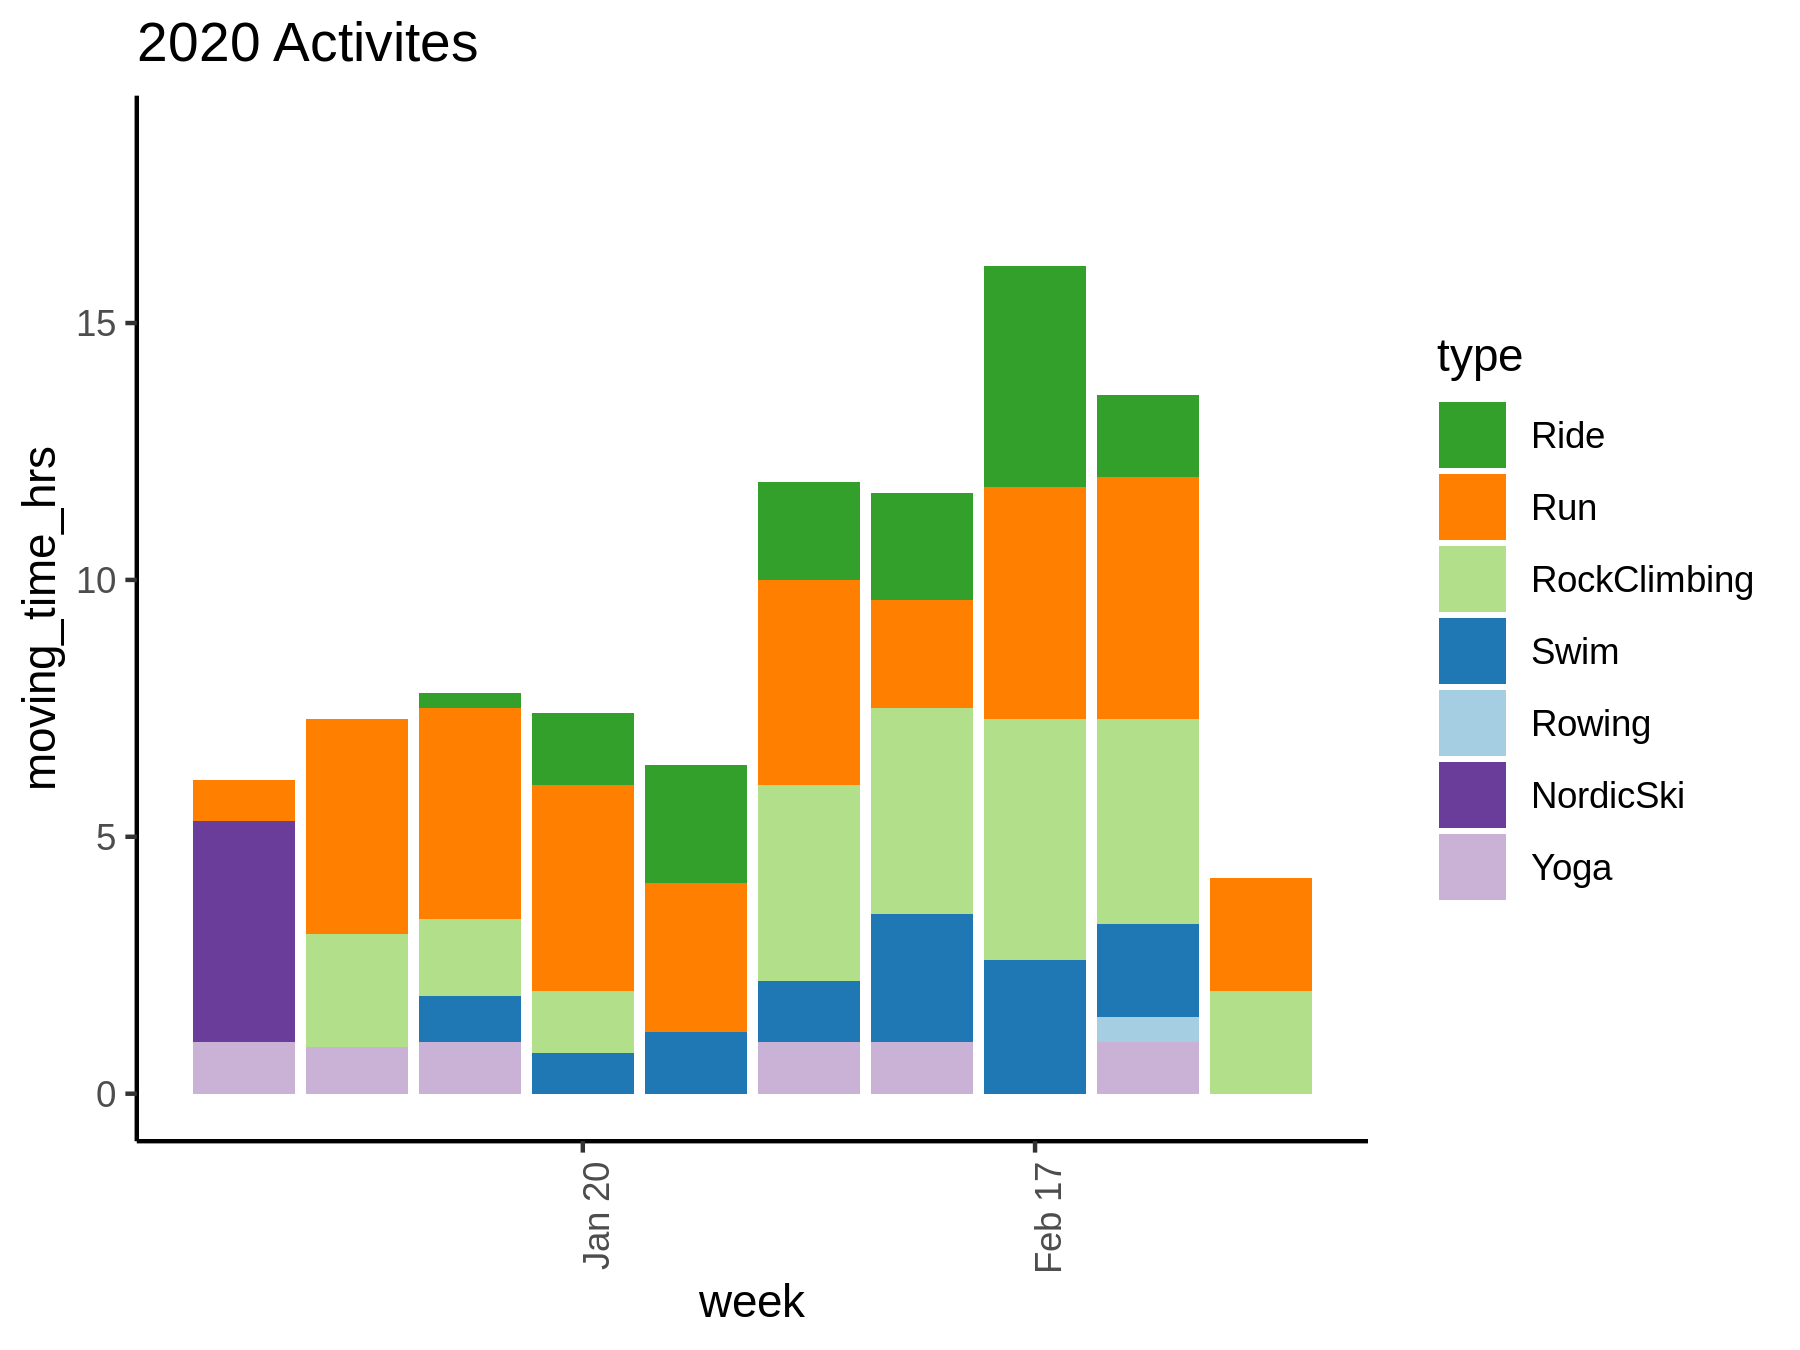 2020 Activites
moving_time_hrs
15
10
5
0
Jan 20
Feb 17
week
type
Ride
Run
RockClimbing
Swim
Rowing
NordicSki
Yoga